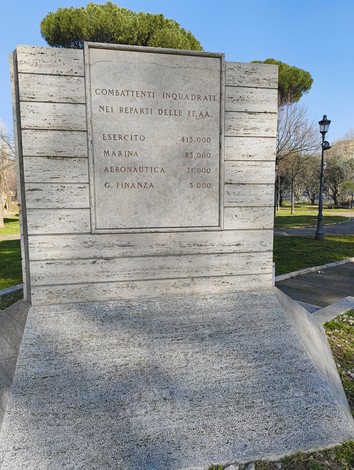 COMBATTENTI INQUADRATI
NEI REPARTI DELLE FF.AA.
ESERCITO 413.000
MARINA 83.000
AERONAUTICA 31.000
G. FINANZA 3.000